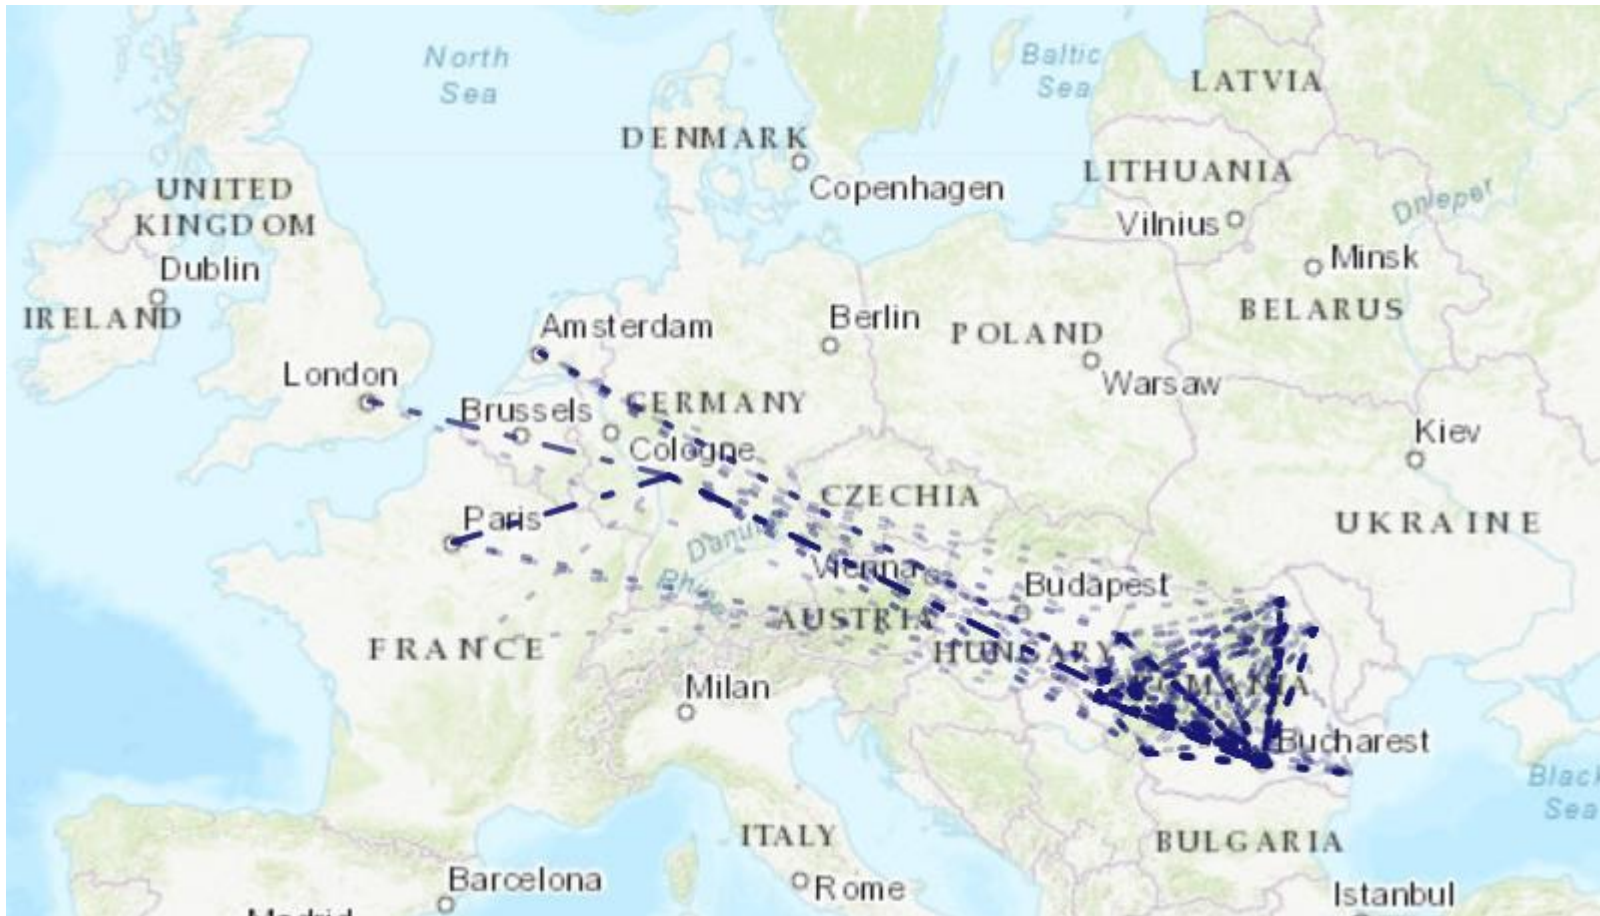 North
Sea
Baltic
Sea
LATVIA
DENMARK
Copenhagen
LITHUANIA
Vilnius
Dnieper
UNITED
KINGDOM
Dublin
IRELAND
Minsk
BELARUS
Amsterdam
Berlin
POLAND
Warsaw
London
Brussels
GERMANY
Cologne
Kiev
CZECHIA
Paris
UKRAINE
Vienna
Budapest
AUSTRIA
FRANCE
HUNGARY
ROMANIA
Milan
Bucharest
Black
Sea
ITALY
BULGARIA
Barcelona
Rome
Istanbul
Madrid